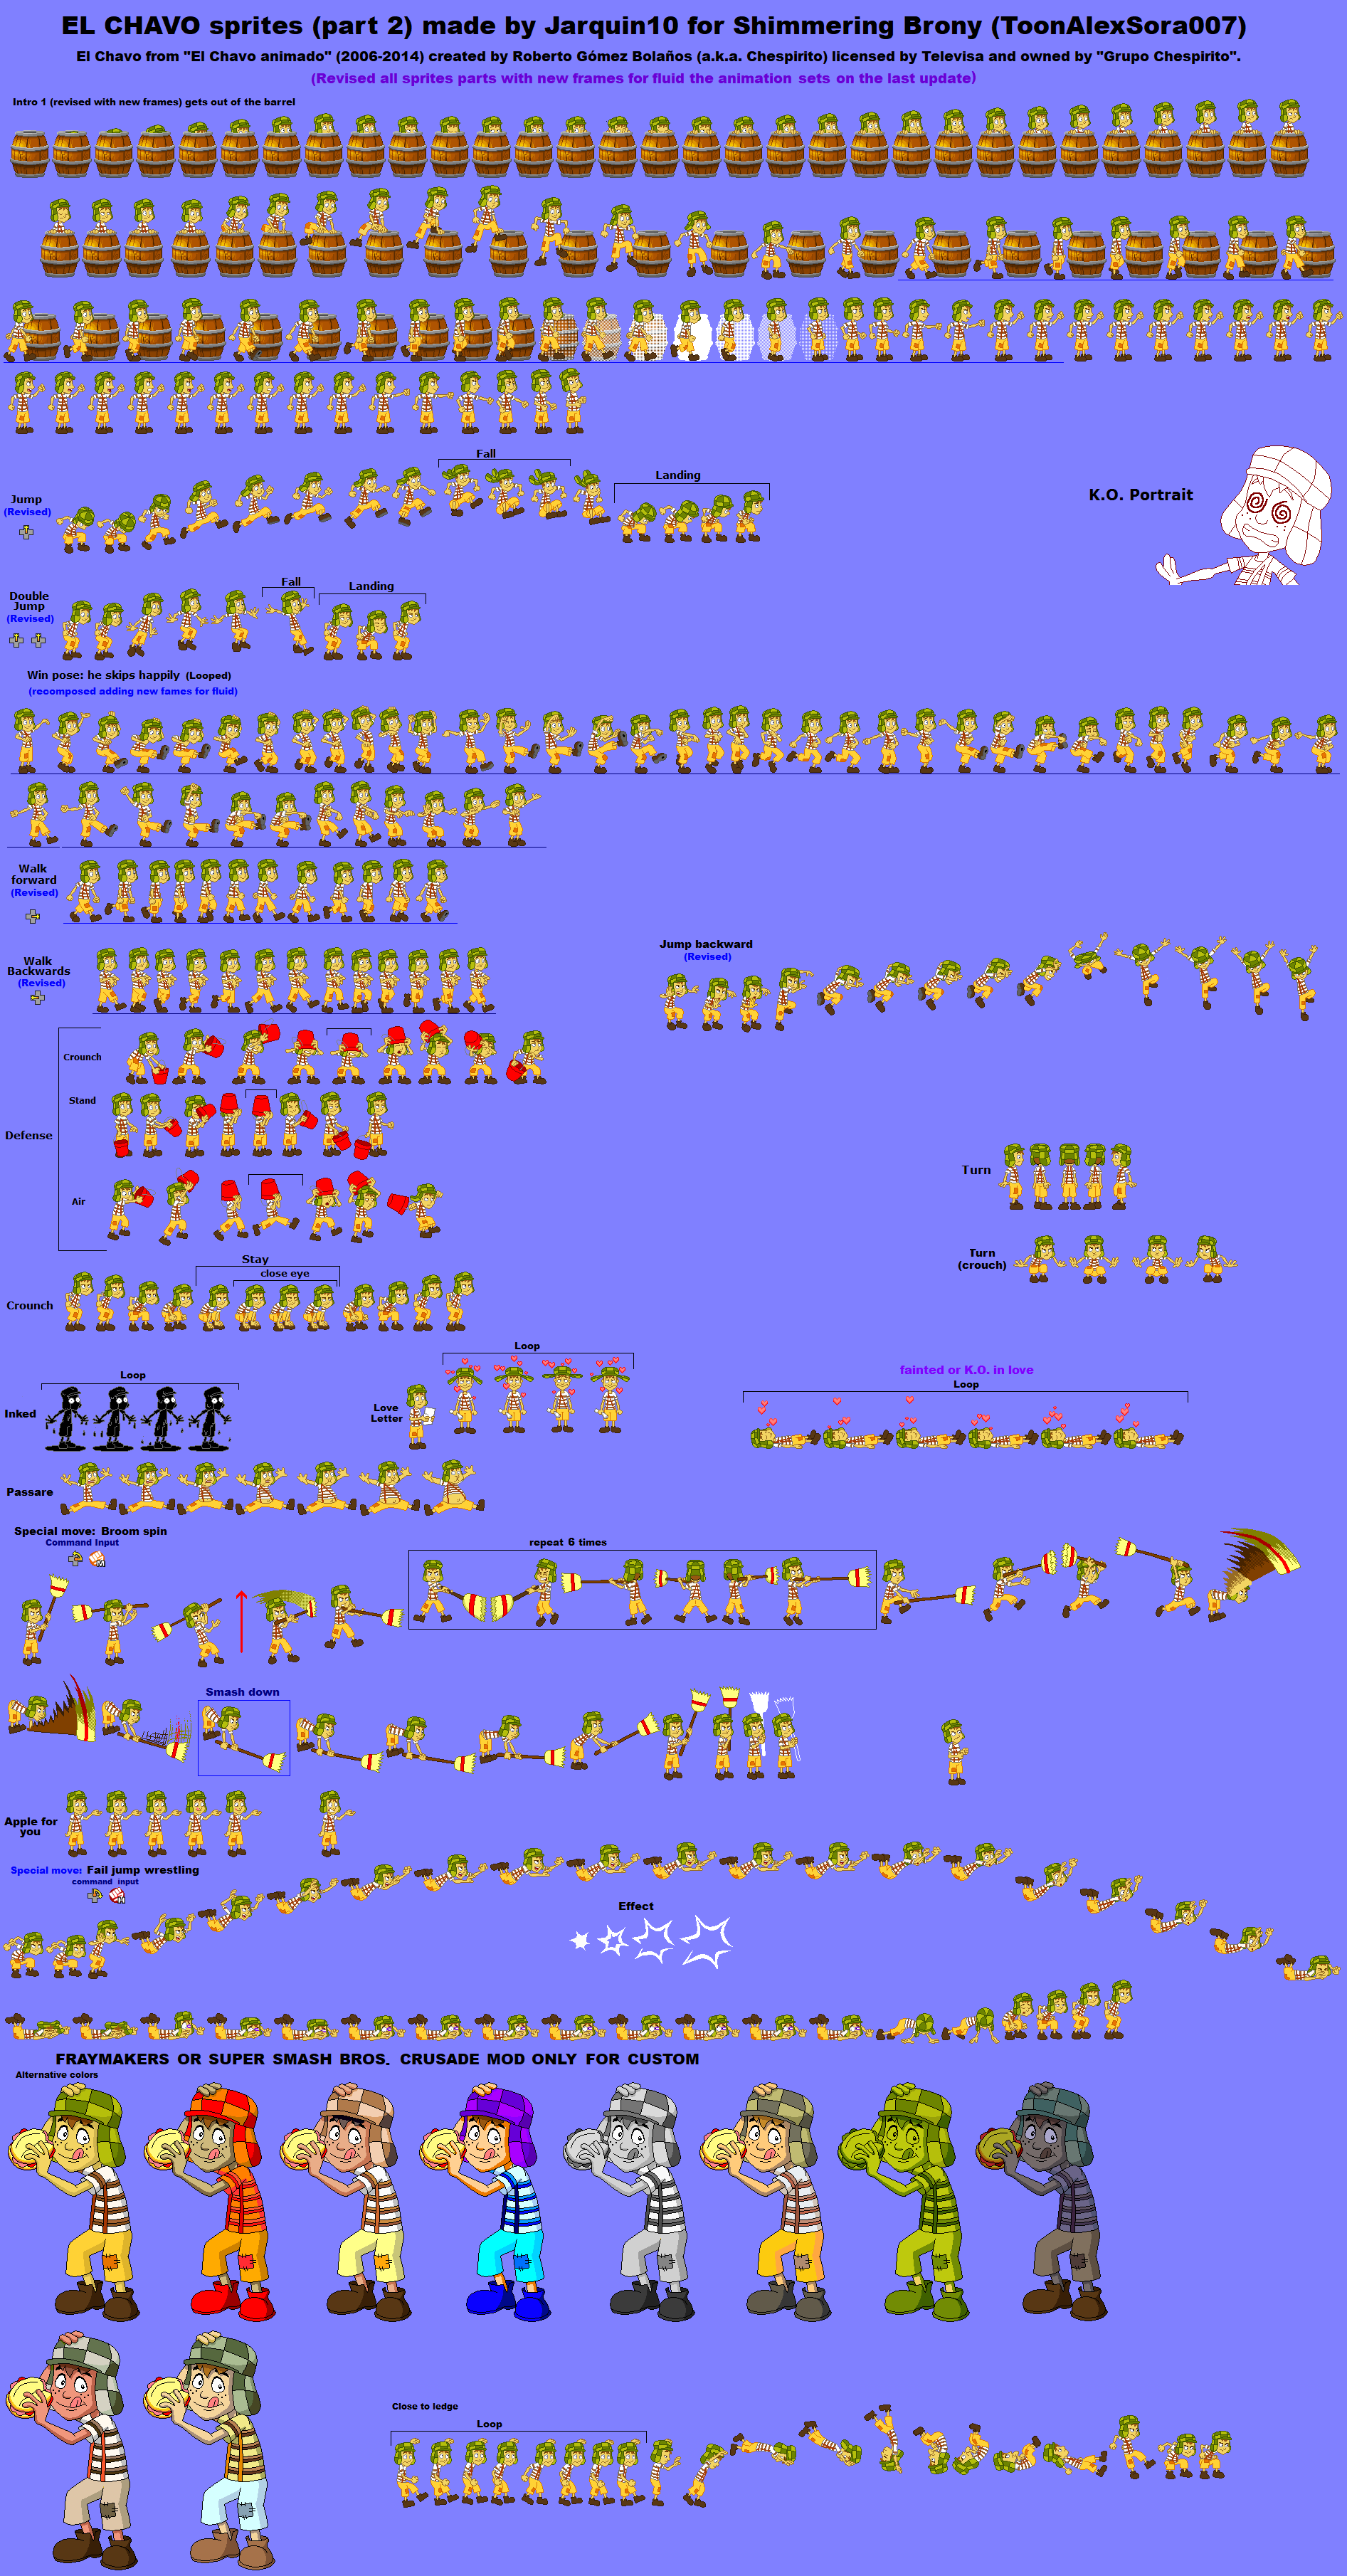 EL CHAVO sprites (part 2) made by Jarquin10 for Shimmering Brony (ToonAlexSora007)
El Chavo from "El Chavo animado" (2006-2014) created by Roberto Gómez Bolaños (a.k.a. Chespirito) licensed by Televisa and owned by "Grupo Chespirito".
(Revised all sprites parts with new frames for fluid the animation sets on the last update)
Intro 1 (revised with new frames) gets out of the barrel
Fall
Landing
Jump
(Revised)
K.O. Portrait
Fall
Landing
Double
Jump
(Revised)
Win pose: he skips happily (Looped)
(recomposed adding new fames for fluid)
Walk
forward
(Revised)
Walk
Backwards
(Revised)
Jump backward
(Revised)
Crounch
Stand
Defense
Air
Turn
Turn
(crouch)
Stay
close eye
Crounch
Loop
Inked
Loop
Love
Letter
fainted or K.O. in love
Loop
Passare
Special move: Broom spin
Command Input
repeat 6 times
Smash down
Apple for
you
Special move: Fail jump wrestling
command input
Effect
FRAYMAKERS OR SUPER SMASH BROS. CRUSADE MOD ONLY FOR CUSTOM
Alternative colors
Close to ledge
Loop